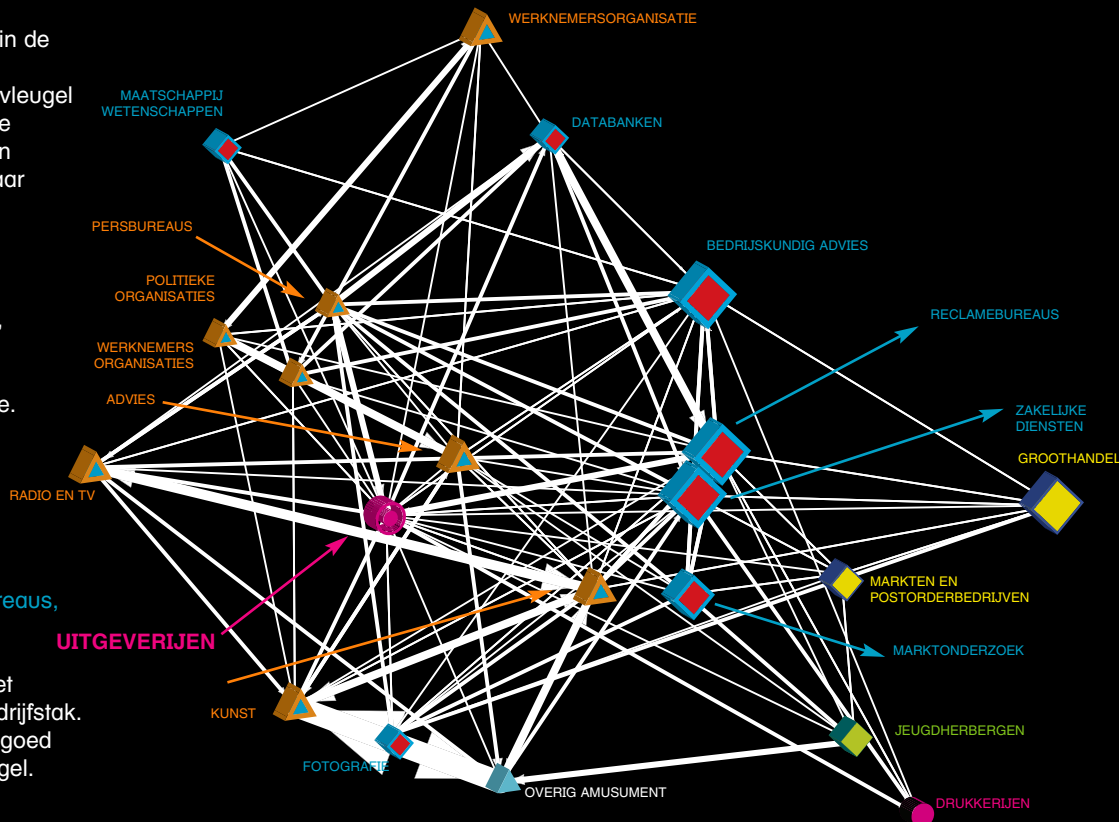 in de
vleugel
e
n
aar
,
e.
reaus,
et
drijfstak.
goed
gel.
WERKNEMERSORGANISATIE
MAATSCHAPPIJ
WETENSCHAPPEN
DATABANKEN
PERSBUREAUS
BEDRIJSKUNDIG ADVIES
POLITIEKE
ORGANISATIES
RECLAMEBUREAUS
WERKNEMERS
ORGANISATIES
ADVIES
ZAKELIJKE
DIENSTEN
GROOTHANDEL
RADIO EN TV
MARKTEN EN
POSTORDERBEDRIJVEN
UITGEVERIJEN
MARKTONDERZOEK
KUNST
JEUGDHERBERGEN
FOTOGRAFIE
OVERIG AMUSUMENT
DRUKKERIJEN